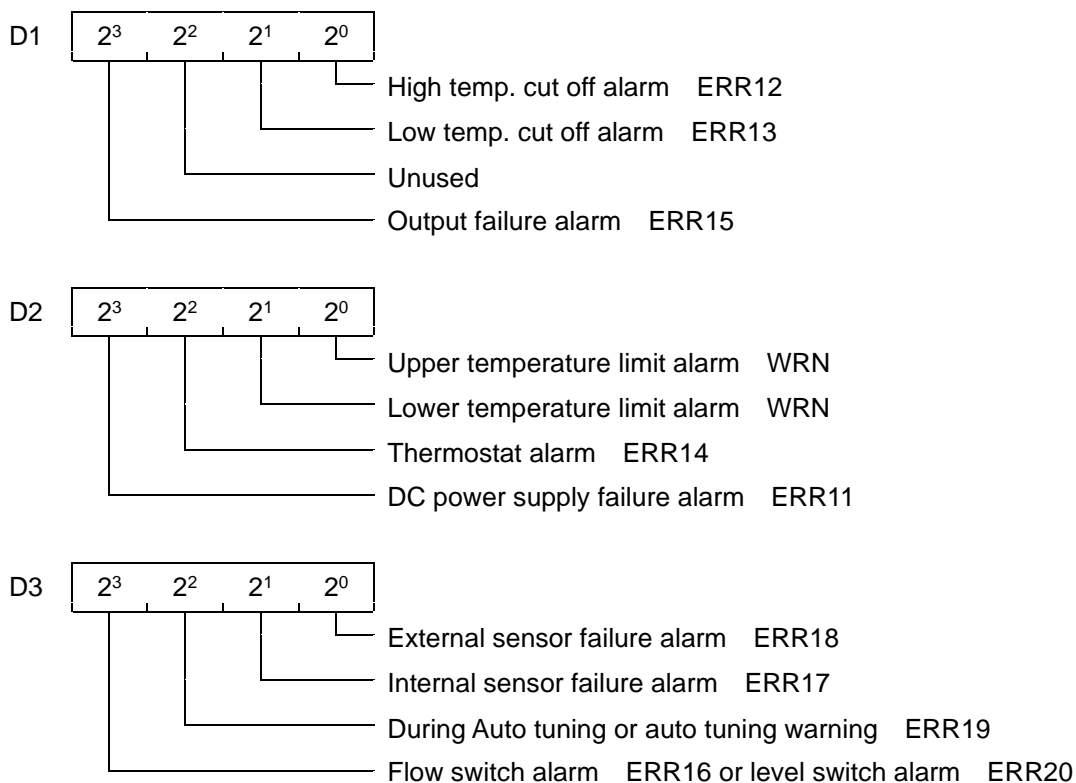 D1 2³ 2² 2¹ 2⁰
High temp. cut off alarm ERR12
Low temp. cut off alarm ERR13
Unused
Output failure alarm ERR15
D2 2³ 2² 2¹ 2⁰
Upper temperature limit alarm WRN
Lower temperature limit alarm WRN
Thermostat alarm ERR14
DC power supply failure alarm ERR11
D3 2³ 2² 2¹ 2⁰
External sensor failure alarm ERR18
Internal sensor failure alarm ERR17
During Auto tuning or auto tuning warning ERR19
Flow switch alarm ERR16 or level switch alarm ERR20